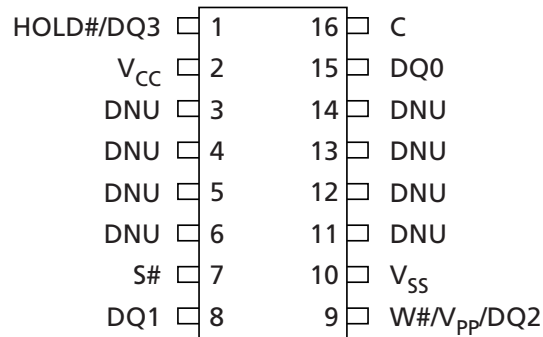 HOLD#/DQ3 1 16 C
VCC 2 15 DQ0
DNU 3 14 DNU
DNU 4 13 DNU
DNU 5 12 DNU
DNU 6 11 DNU
S# 7 10 VSS
DQ1 8 9 W#/VPP/DQ2